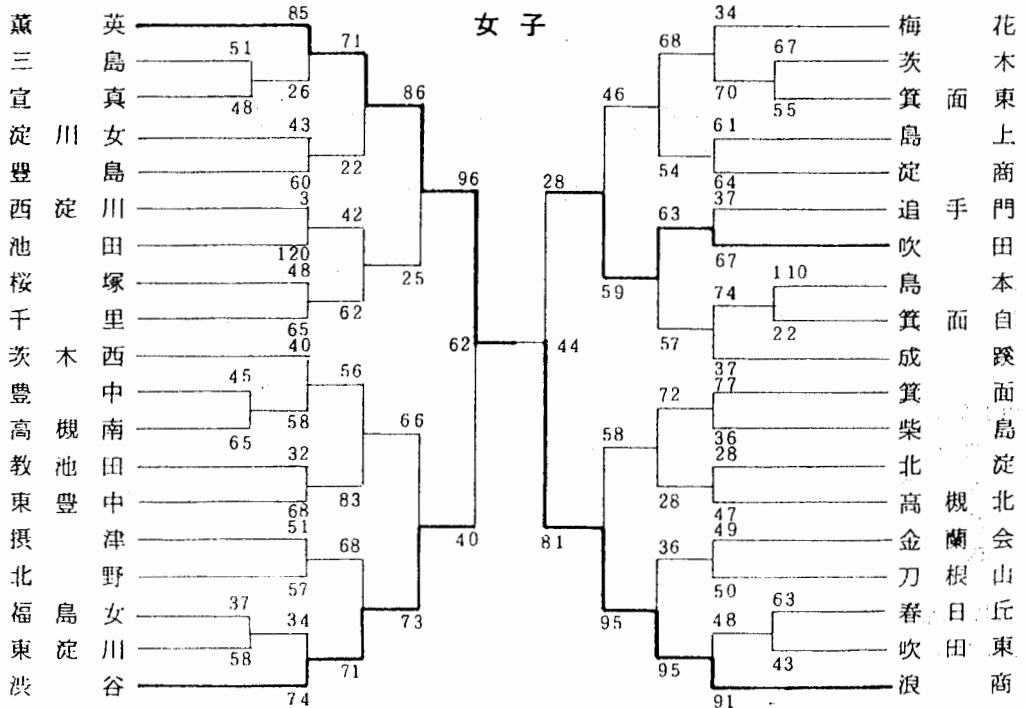 女子
85
薫英
71
51
三島
86
26
宣真
48
43
淀川女
豊島
22
60
96
3
西淀川
42
池田
120
25
48
桜塚
62
千里
65
62
40
茨木西
45
豊中
56
58
高槻南
65
66
32
教池田
83
東豊中
68
51
摂津
40
68
北野
57
37
福島女
34
73
東淀川
58
71
渋谷
74
34
梅花
68
67
茨木
46
70
箕面東
55
61
島上
54
淀商
64
28
37
追手門
63
吹田
67
110
島本
59
74
箕面自
22
57
成蹊
37
44
77
箕面
72
柴島
36
58
28
北淀
28
高槻北
47
81
49
金蘭会
36
刀根山
50
63
春日丘
95
48
吹田東
43
95
浪商
91